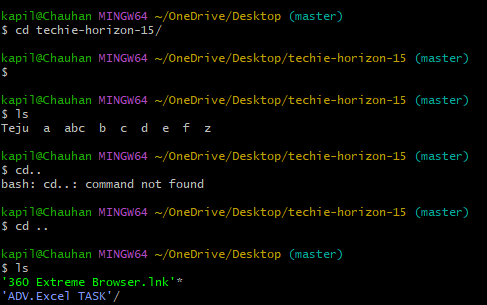 kapil@Chauhan MINGW64 ~/OneDrive/Desktop (master)
$ cd techie-horizon-15/
kapil@Chauhan MINGW64 ~/OneDrive/Desktop/techie-horizon-15 (master)
$
kapil@Chauhan MINGW64 ~/OneDrive/Desktop/techie-horizon-15 (master)
$ ls
Teju  a  abc  b  c  d  e  f  z
kapil@Chauhan MINGW64 ~/OneDrive/Desktop/techie-horizon-15 (master)
$ cd..
bash: cd..: command not found
kapil@Chauhan MINGW64 ~/OneDrive/Desktop/techie-horizon-15 (master)
$ cd ..
kapil@Chauhan MINGW64 ~/OneDrive/Desktop (master)
$ ls
'360 Extreme Browser.lnk'*
'ADV.Excel TASK'/